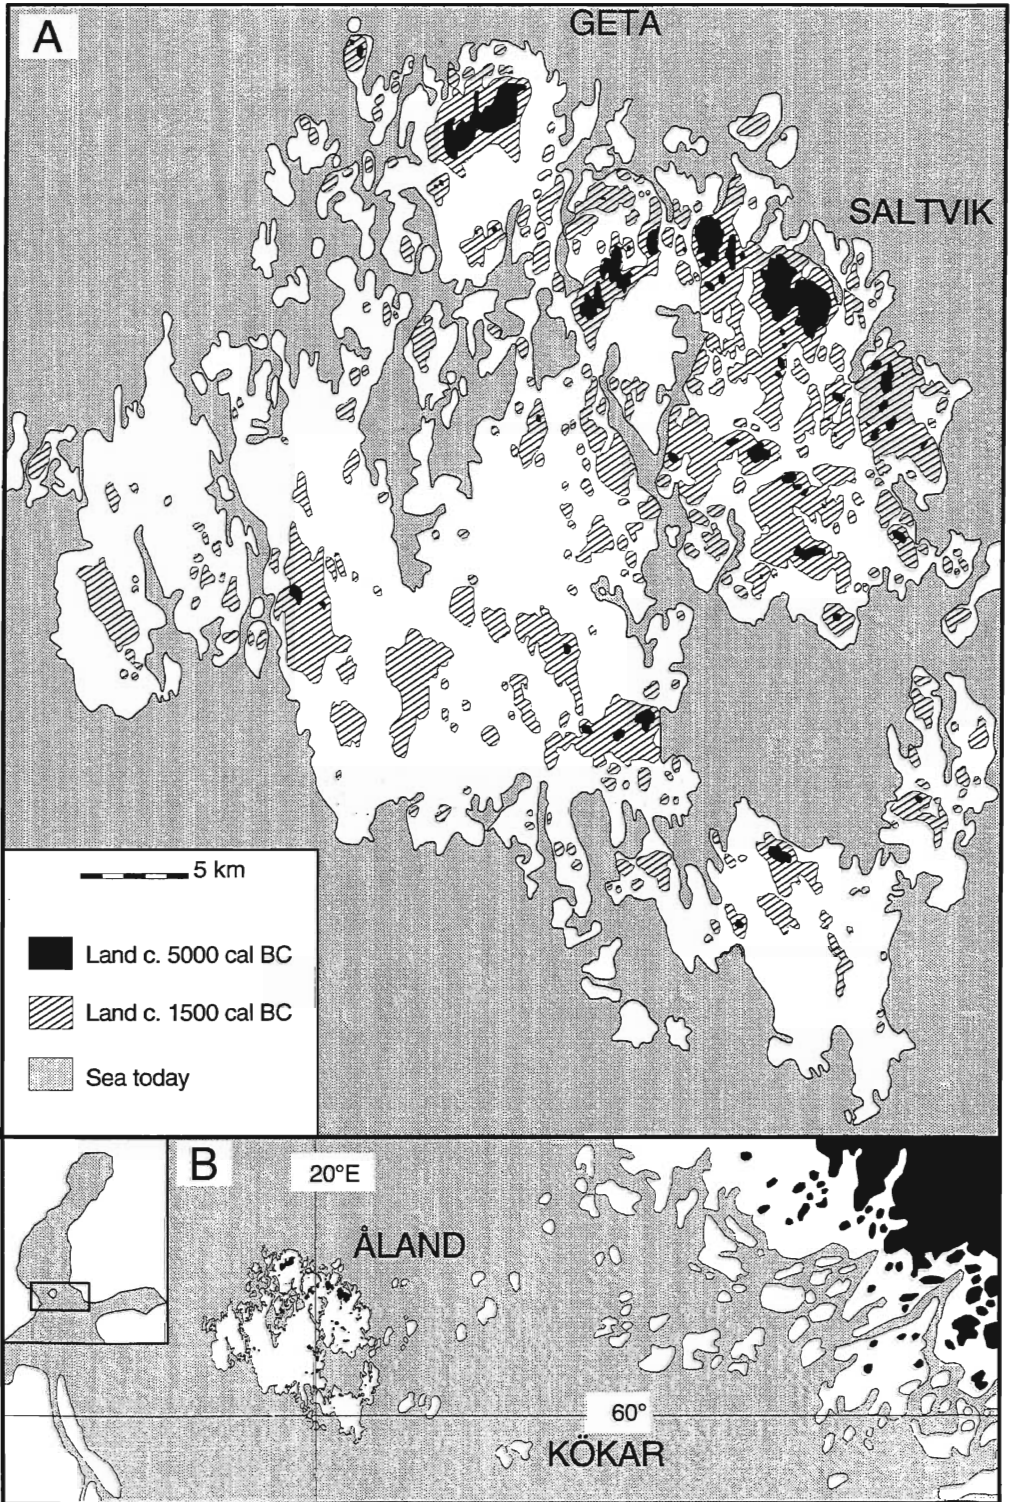 A
GETA
SALTVIK
5 km
Land c. 5000 cal BC
Land c. 1500 cal BC
Sea today
B
20°E
ÅLAND
60°
KÖKAR